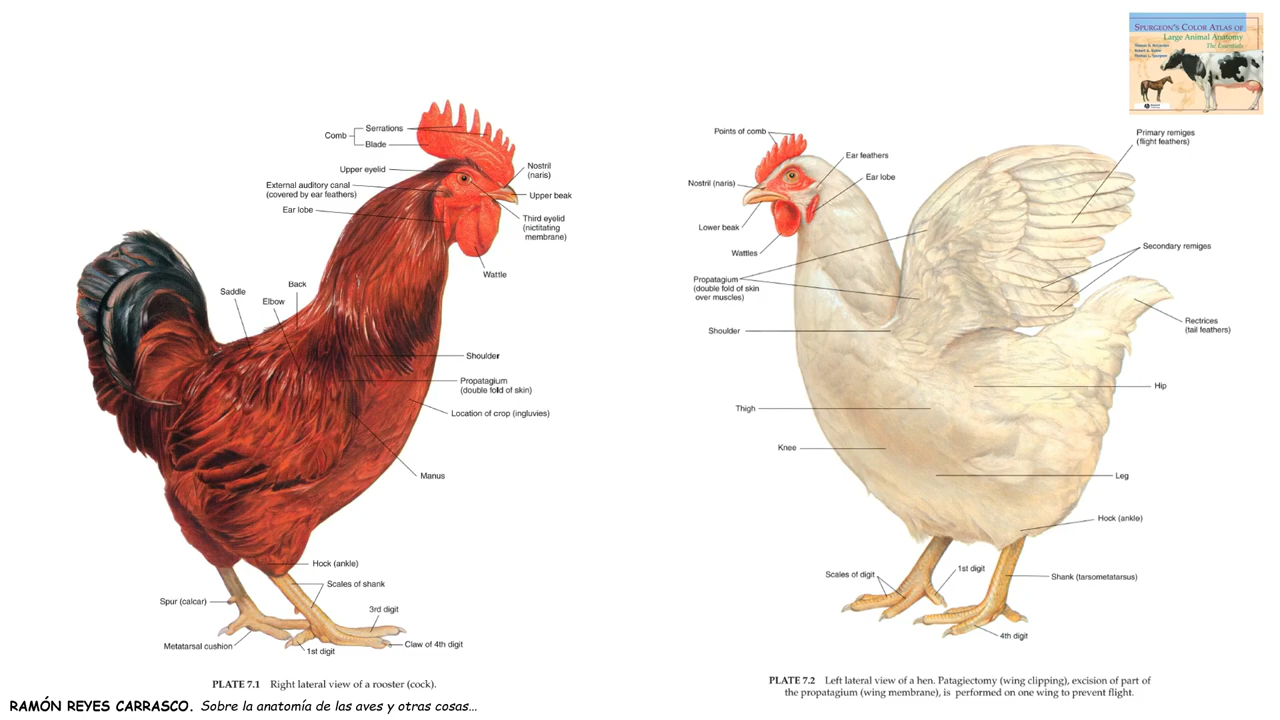 SPURGEON'S COLOR ATLAS OF
Large Animal Anatomy
The Essentials
Comb
Serrations
Blade
Upper eyelid
External auditory canal
(covered by ear feathers)
Ear lobe
Nostril
(naris)
Upper beak
Third eyelid
(nictitating
membrane)
Wattle
Saddle
Back
Elbow
Shoulder
Propatagium
(double fold of skin)
Location of crop (ingluvies)
Manus
Hock (ankle)
Scales of shank
Spur (calcar)
3rd digit
Metatarsal cushion
1st digit
Claw of 4th digit
PLATE 7.1 Right lateral view of a rooster (cock).
Points of comb
Ear feathers
Nostril (naris)
Ear lobe
Lower beak
Wattles
Propatagium
(double fold of skin
over muscles)
Shoulder
Thigh
Knee
Primary remiges
(flight feathers)
Secondary remiges
Rectrices
(tail feathers)
Hip
Leg
Hock (ankle)
Scales of digit
1st digit
Shank (tarsometatarsus)
4th digit
PLATE 7.2 Left lateral view of a hen. Patagiectomy (wing clipping), excision of part of
the propatagium (wing membrane), is performed on one wing to prevent flight.
RAMÓN REYES CARRASCO. Sobre la anatomía de las aves y otras cosas...